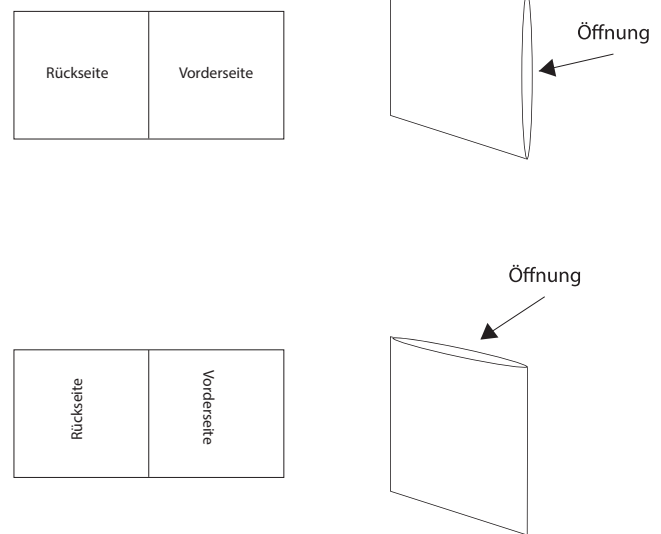 Öffnung
Rückseite
Vorderseite
Öffnung
Rückseite
Vorderseite